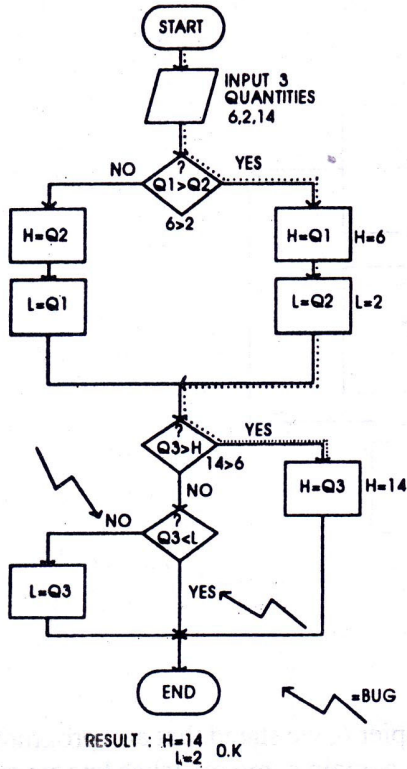 START
INPUT 3
QUANTITIES
6,2,14
?
NO
YES
Q1>Q2
6>2
H=Q2
H=Q1
H=6
L=Q1
L=Q2
L=2
?
YES
Q3>H
14>6
NO
H=Q3
H=14
?
NO
Q3<L
L=Q3
YES
END
=BUG
RESULT : H=14
L=2 O.K